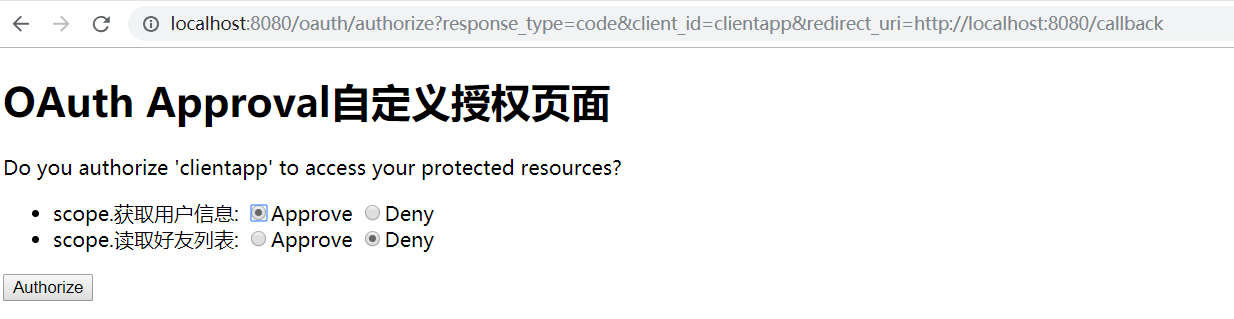 localhost:8080/oauth/authorize?response_type=code&client_id=clientapp&redirect_uri=http://localhost:8080/callback
OAuth Approval自定义授权页面
Do you authorize 'clientapp' to access your protected resources?
scope.获取用户信息: Approve Deny
scope.读取好友列表: Approve Deny
Authorize